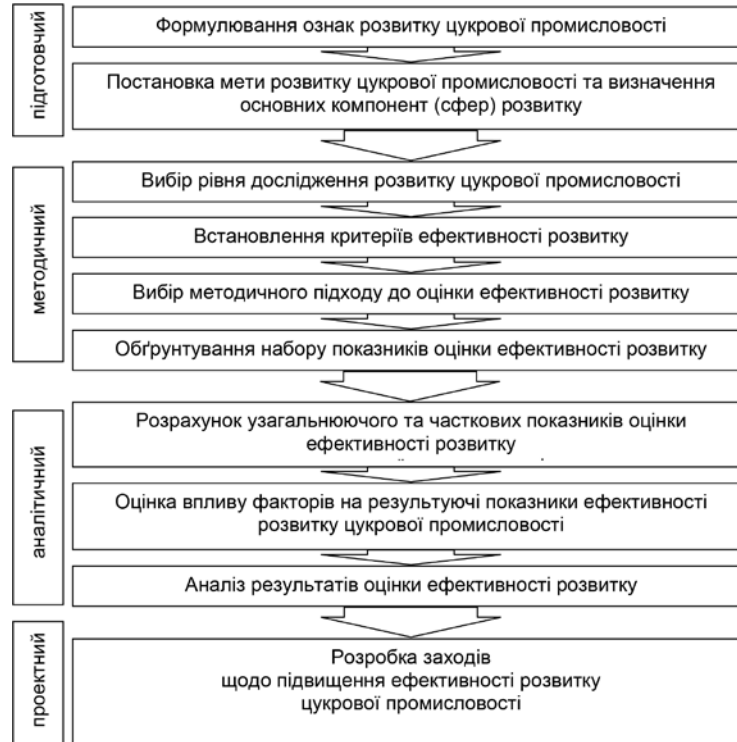 підготовчий
Формулювання ознак розвитку цукрової промисловості
Постановка мети розвитку цукрової промисловості та визначення
основних компонент (сфер) розвитку
методичний
Вибір рівня дослідження розвитку цукрової промисловості
Встановлення критеріїв ефективності розвитку
Вибір методичного підходу до оцінки ефективності розвитку
Обґрунтування набору показників оцінки ефективності розвитку
аналітичний
Розрахунок узагальнюючого та часткових показників оцінки
ефективності розвитку
Оцінка впливу факторів на результуючі показники ефективності
розвитку цукрової промисловості
Аналіз результатів оцінки ефективності розвитку
проектний
Розробка заходів
щодо підвищення ефективності розвитку
цукрової промисловості